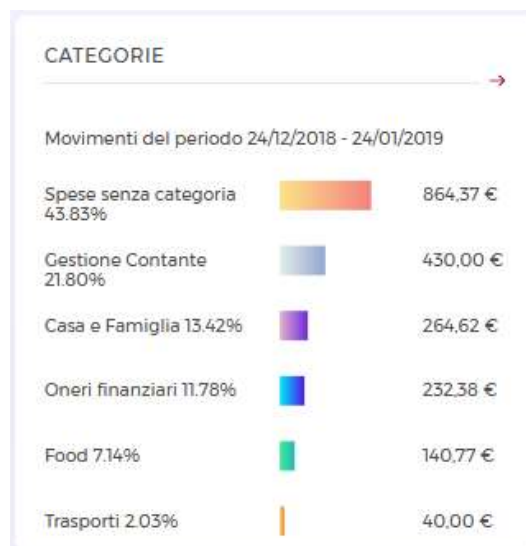 CATEGORIE
Movimenti del periodo 24/12/2018 - 24/01/2019
Spese senza categoria 864,37 €
43.83%
Gestione Contante 430,00 €
21.80%
Casa e Famiglia 13.42% 264,62 €
Oneri finanziari 11.78% 232,38 €
Food 7.14% 140,77 €
Trasporti 2.03% 40,00 €